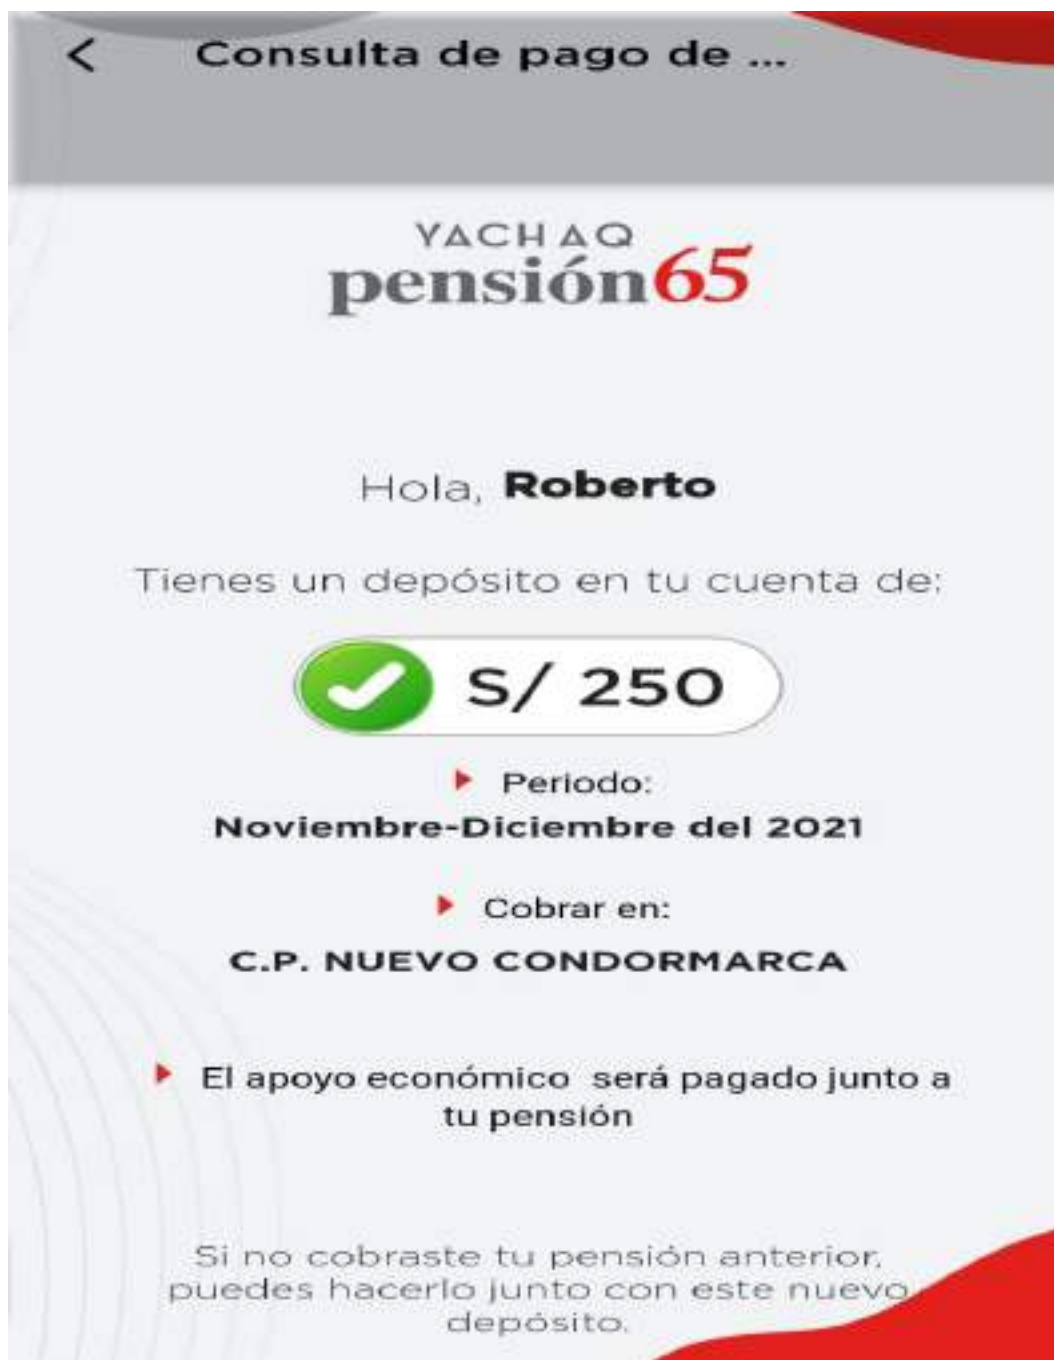 Consulta de pago de ...
YACHAQ
pensión65
Hola, Roberto
Tienes un depósito en tu cuenta de:
S/ 250
Periodo:
Noviembre-Diciembre del 2021
Cobrar en:
C.P. NUEVO CONDORMARCA
El apoyo económico será pagado junto a
tu pensión
Si no cobraste tu pensión anterior,
puedes hacerlo junto con este nuevo
depósito.